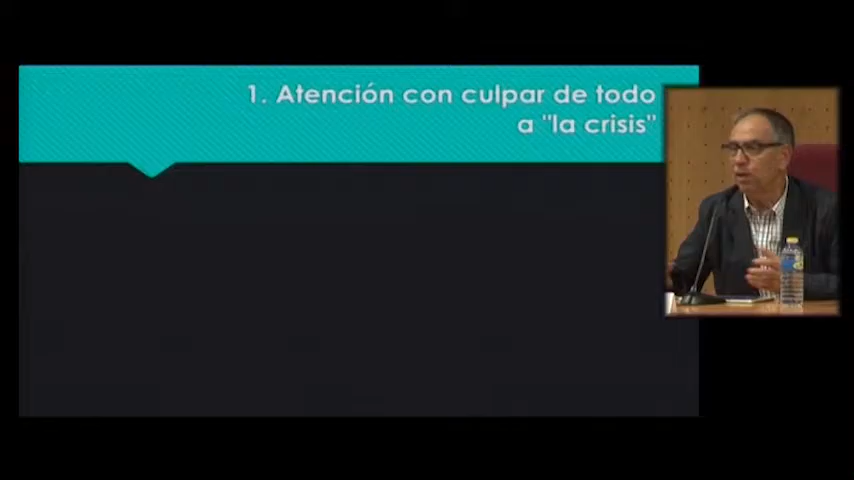 1. Atención con culpar de todo
a "la crisis"